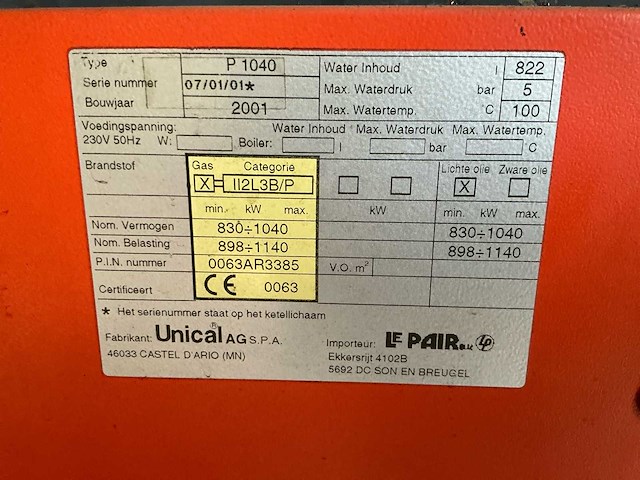 Type P 1040 Water Inhoud l 822
Serie nummer 07/01/01* Max. Waterdruk bar 5
Bouwjaar 2001 Max. Watertemp. °C 100
Voedingspanning: Water Inhoud Max. Waterdruk Max. Watertemp.
230V 50Hz W: Boiler: l bar °C
Brandstof Gas Categorie Lichte olie Zware olie
X II2L3B/P X
min. kW max. kW min. kW max.
Nom. Vermogen 830÷1040 830÷1040
Nom. Belasting 898÷1140 898÷1140
P.I.N. nummer 0063AR3385 V.O. m²
Certificeert CE 0063
* Het serienummer staat op het ketellichaam
Fabrikant: Unical® AG S.P.A. Importeur: LE PAIR B.V. LP
46033 CASTEL D'ARIO (MN) Ekkersrijt 4102B
5692 DC SON EN BREUGEL